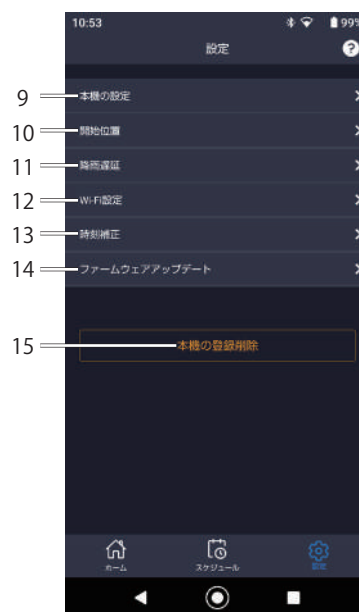 10:53 99%
設定 ?
9 本機の設定
10 開始位置
11 降雨遅延
12 Wi-Fi設定
13 時刻補正
14 ファームウェアアップデート
15 本機の登録削除
ホーム スケジュール 設定